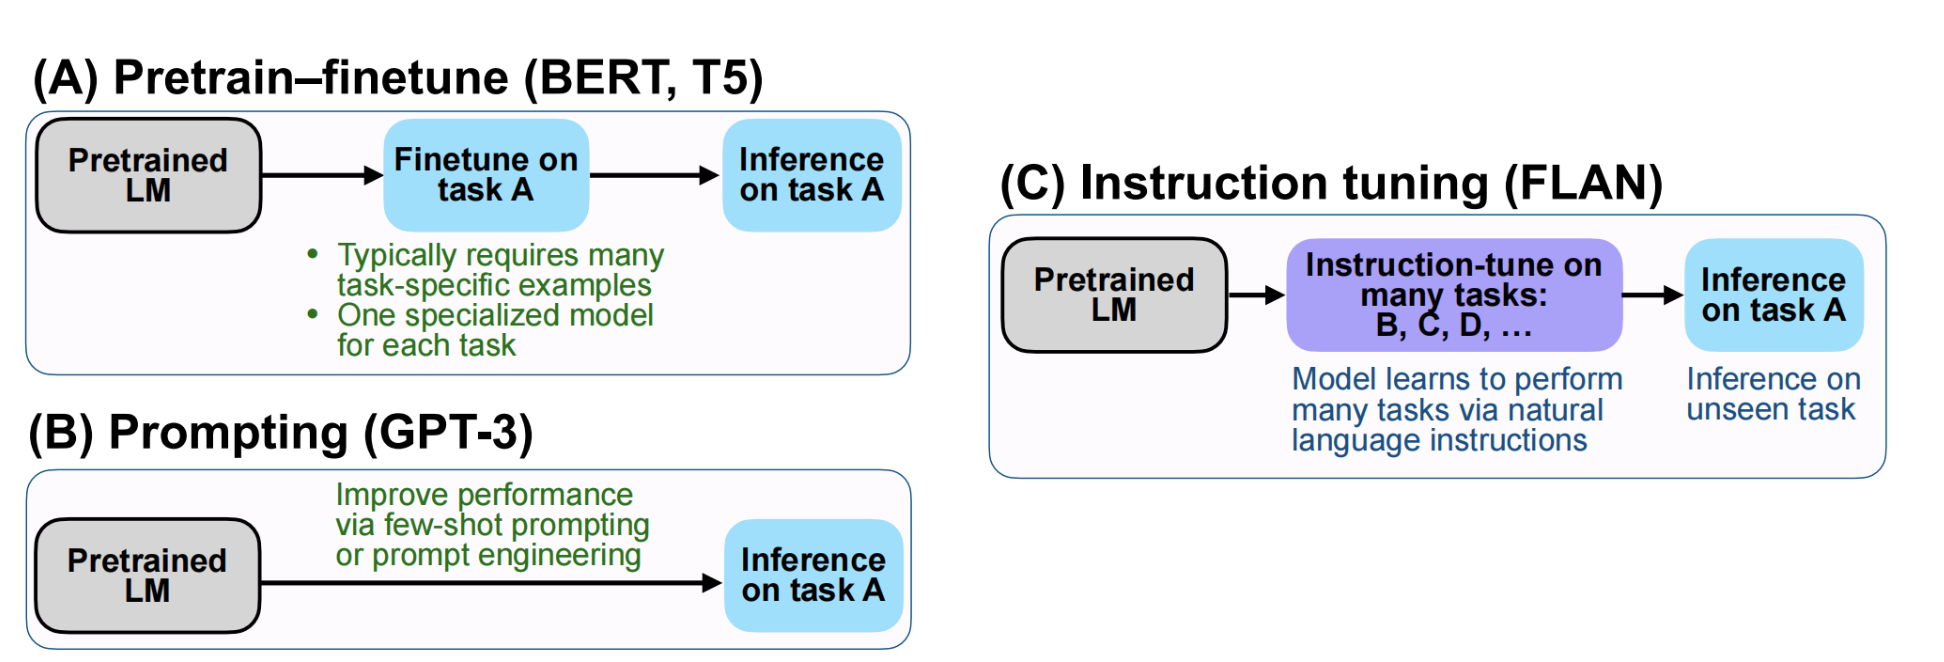 (A) Pretrain–finetune (BERT, T5)
Pretrained
LM
Finetune on
task A
Inference
on task A
• Typically requires many
task-specific examples
• One specialized model
for each task
(B) Prompting (GPT-3)
Pretrained
LM
Improve performance
via few-shot prompting
or prompt engineering
Inference
on task A
(C) Instruction tuning (FLAN)
Pretrained
LM
Instruction-tune on
many tasks:
B, C, D, …
Inference
on task A
Model learns to perform
many tasks via natural
language instructions
Inference on
unseen task